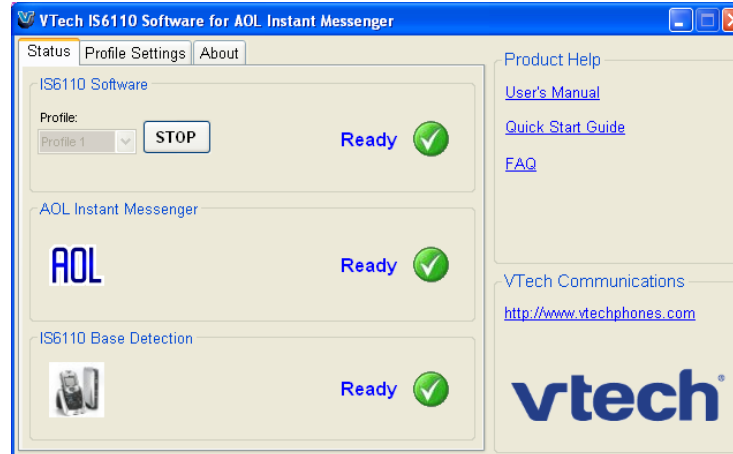 VTech IS6110 Software for AOL Instant Messenger
Status Profile Settings About
IS6110 Software
Profile:
Profile 1
STOP
Ready
AOL Instant Messenger
AOL
Ready
IS6110 Base Detection
Ready
Product Help
User's Manual
Quick Start Guide
FAQ
VTech Communications
http://www.vtechphones.com
vtech®